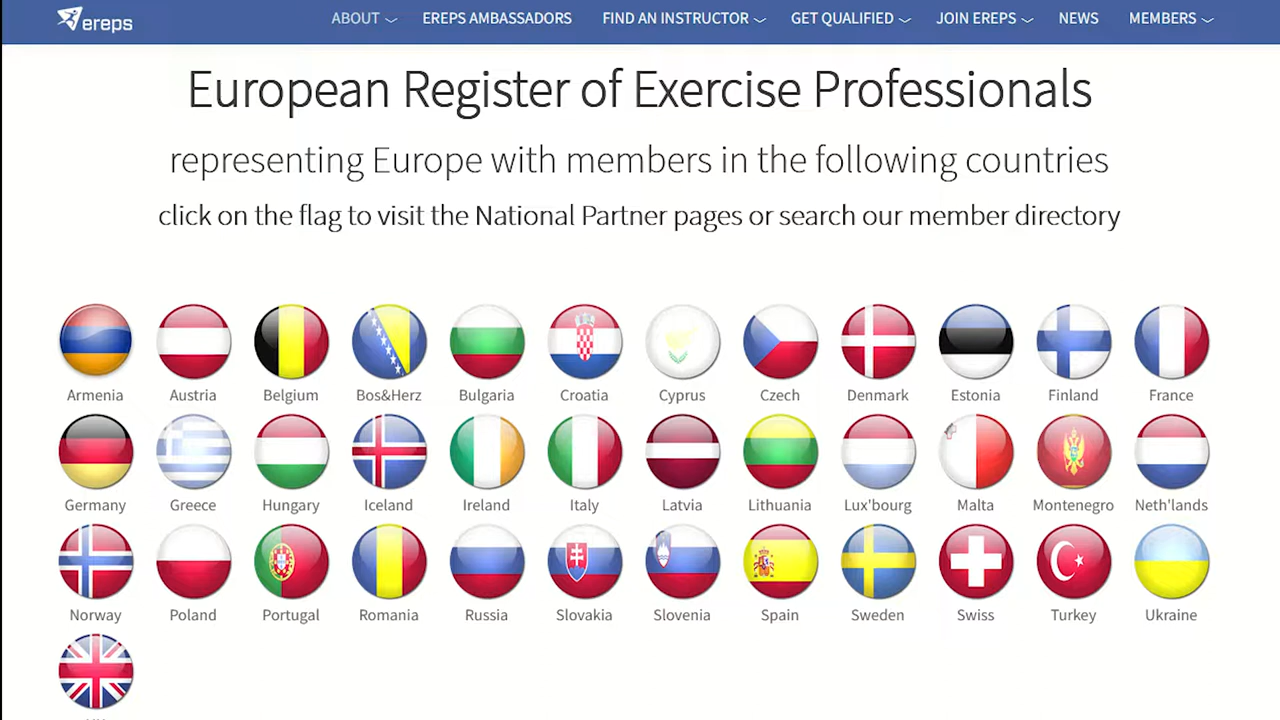 ereps
ABOUT EREPS AMBASSADORS FIND AN INSTRUCTOR GET QUALIFIED JOIN EREPS NEWS MEMBERS
European Register of Exercise Professionals
representing Europe with members in the following countries
click on the flag to visit the National Partner pages or search our member directory
Armenia Austria Belgium Bos&Herz Bulgaria Croatia Cyprus Czech Denmark Estonia Finland France
Germany Greece Hungary Iceland Ireland Italy Latvia Lithuania Lux'bourg Malta Montenegro Neth'lands
Norway Poland Portugal Romania Russia Slovakia Slovenia Spain Sweden Swiss Turkey Ukraine